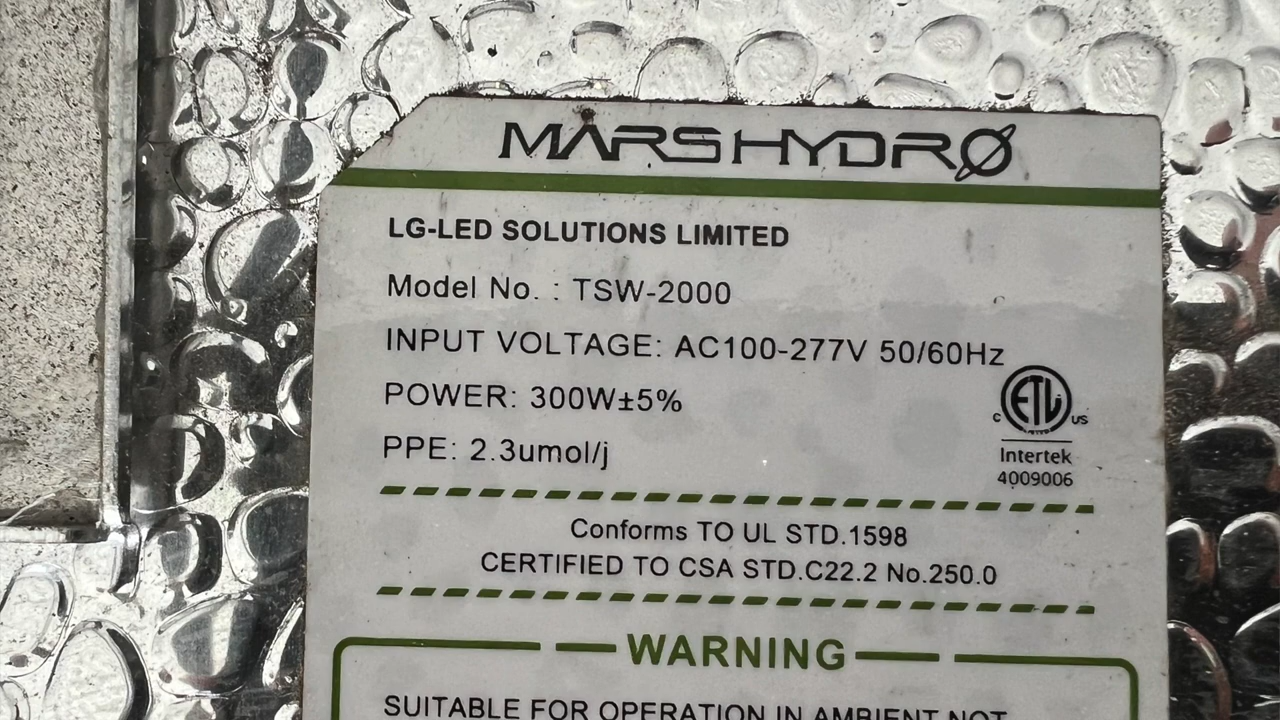 MARSHYDRO
LG-LED SOLUTIONS LIMITED
Model No. : TSW-2000
INPUT VOLTAGE: AC100-277V 50/60Hz
POWER: 300W±5%
PPE: 2.3umol/j
c ETL us
Intertek
4009006
Conforms TO UL STD.1598
CERTIFIED TO CSA STD.C22.2 No.250.0
WARNING
SUITABLE FOR OPERATION IN AMBIENT NOT